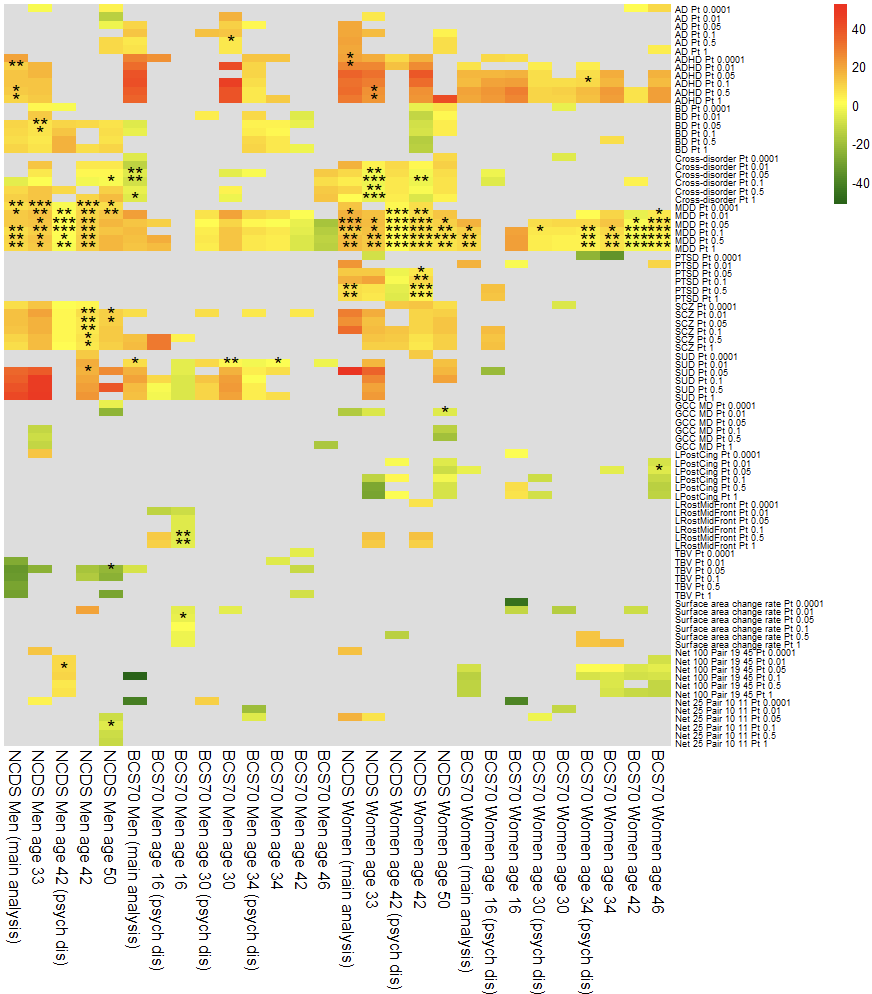 AD Pt 0.0001
AD Pt 0.01
AD Pt 0.05
AD Pt 0.1
AD Pt 0.5
AD Pt 1
ADHD Pt 0.0001
ADHD Pt 0.01
ADHD Pt 0.05
ADHD Pt 0.1
ADHD Pt 0.5
ADHD Pt 1
BD Pt 0.0001
BD Pt 0.01
BD Pt 0.05
BD Pt 0.1
BD Pt 0.5
BD Pt 1
Cross-disorder Pt 0.0001
Cross-disorder Pt 0.01
Cross-disorder Pt 0.05
Cross-disorder Pt 0.1
Cross-disorder Pt 0.5
Cross-disorder Pt 1
MDD Pt 0.0001
MDD Pt 0.01
MDD Pt 0.05
MDD Pt 0.1
MDD Pt 0.5
MDD Pt 1
PTSD Pt 0.0001
PTSD Pt 0.01
PTSD Pt 0.05
PTSD Pt 0.1
PTSD Pt 0.5
PTSD Pt 1
SCZ Pt 0.0001
SCZ Pt 0.01
SCZ Pt 0.05
SCZ Pt 0.1
SCZ Pt 0.5
SCZ Pt 1
SUD Pt 0.0001
SUD Pt 0.01
SUD Pt 0.05
SUD Pt 0.1
SUD Pt 0.5
SUD Pt 1
GCC MD Pt 0.0001
GCC MD Pt 0.01
GCC MD Pt 0.05
GCC MD Pt 0.1
GCC MD Pt 0.5
GCC MD Pt 1
LPostCing Pt 0.0001
LPostCing Pt 0.01
LPostCing Pt 0.05
LPostCing Pt 0.1
LPostCing Pt 0.5
LPostCing Pt 1
LRostMidFront Pt 0.0001
LRostMidFront Pt 0.01
LRostMidFront Pt 0.05
LRostMidFront Pt 0.1
LRostMidFront Pt 0.5
LRostMidFront Pt 1
TBV Pt 0.0001
TBV Pt 0.01
TBV Pt 0.05
TBV Pt 0.1
TBV Pt 0.5
TBV Pt 1
Surface area change rate Pt 0.0001
Surface area change rate Pt 0.01
Surface area change rate Pt 0.05
Surface area change rate Pt 0.1
Surface area change rate Pt 0.5
Surface area change rate Pt 1
Net 100 Pair 19 45 Pt 0.0001
Net 100 Pair 19 45 Pt 0.01
Net 100 Pair 19 45 Pt 0.05
Net 100 Pair 19 45 Pt 0.1
Net 100 Pair 19 45 Pt 0.5
Net 100 Pair 19 45 Pt 1
Net 25 Pair 10 11 Pt 0.0001
Net 25 Pair 10 11 Pt 0.01
Net 25 Pair 10 11 Pt 0.05
Net 25 Pair 10 11 Pt 0.1
Net 25 Pair 10 11 Pt 0.5
Net 25 Pair 10 11 Pt 1
40
20
0
-20
-40
NCDS Men (main analysis)
NCDS Men age 33
NCDS Men age 42 (psych dis)
NCDS Men age 42
NCDS Men age 50
BCS70 Men (main analysis)
BCS70 Men age 16 (psych dis)
BCS70 Men age 16
BCS70 Men age 30 (psych dis)
BCS70 Men age 30
BCS70 Men age 34 (psych dis)
BCS70 Men age 34
BCS70 Men age 42
BCS70 Men age 46
NCDS Women (main analysis)
NCDS Women age 33
NCDS Women age 42 (psych dis)
NCDS Women age 42
NCDS Women age 50
BCS70 Women (main analysis)
BCS70 Women age 16 (psych dis)
BCS70 Women age 16
BCS70 Women age 30 (psych dis)
BCS70 Women age 30
BCS70 Women age 34 (psych dis)
BCS70 Women age 34
BCS70 Women age 42
BCS70 Women age 46